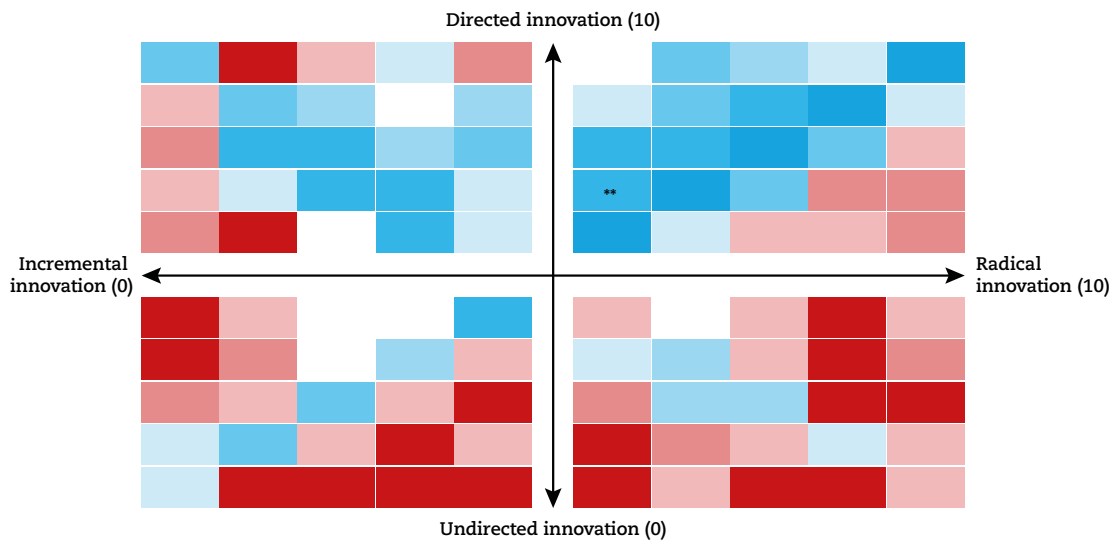 Directed innovation (10)
**
Incremental
innovation (0)
Radical
innovation (10)
Undirected innovation (0)